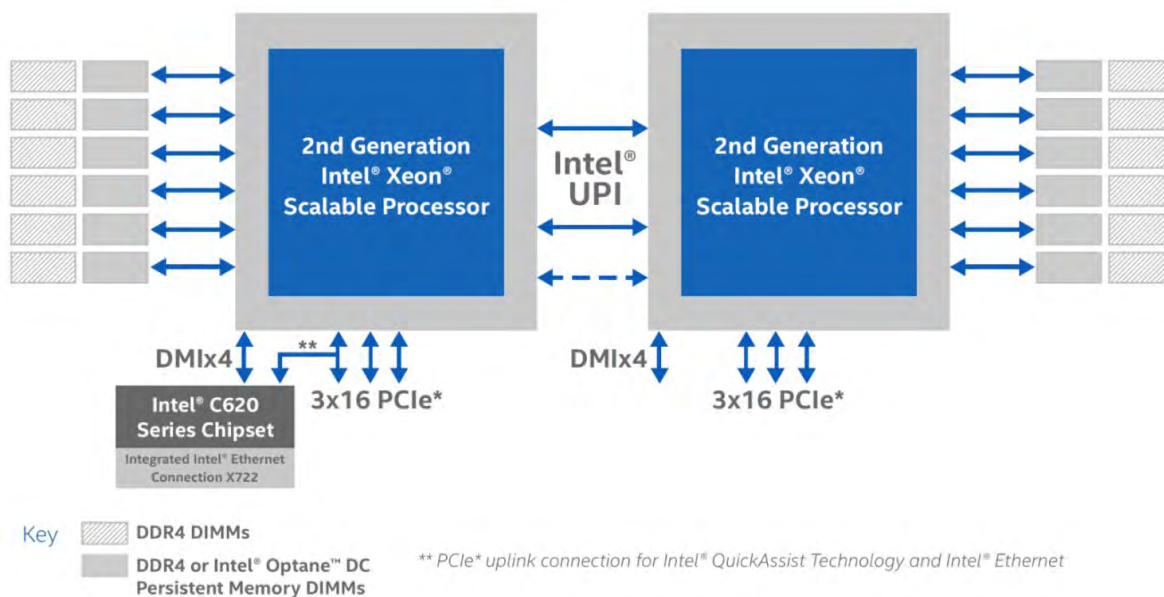 2nd Generation
Intel® Xeon®
Scalable Processor
Intel®
UPI
2nd Generation
Intel® Xeon®
Scalable Processor
DMIx4
**
3x16 PCIe*
DMIx4
3x16 PCIe*
Intel® C620
Series Chipset
Integrated Intel® Ethernet
Connection X722
Key
DDR4 DIMMs
DDR4 or Intel® Optane™ DC
Persistent Memory DIMMs
** PCIe* uplink connection for Intel® QuickAssist Technology and Intel® Ethernet